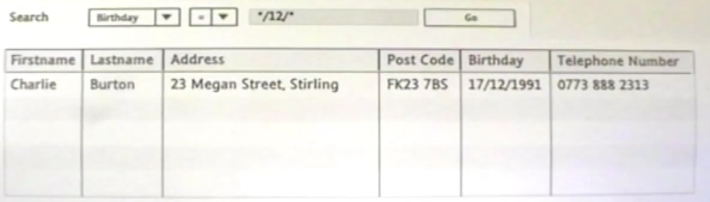 Search Birthday = */12/* Go
Firstname Lastname Address Post Code Birthday Telephone Number
Charlie Burton 23 Megan Street, Stirling FK23 7BS 17/12/1991 0773 888 2313